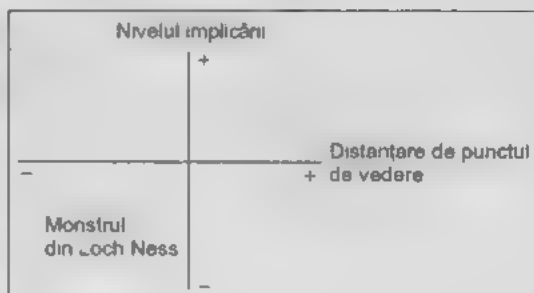 Nivelul implicării
+
Distanțare de punctul
− + de vedere
Monstrul
din Loch Ness
−